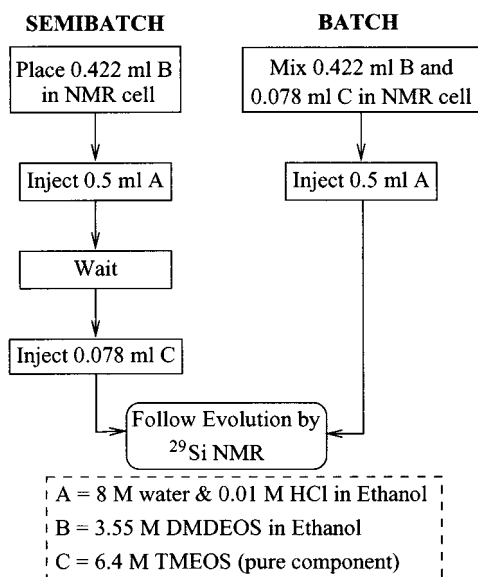 SEMIBATCH
Place 0.422 ml B
in NMR cell
Inject 0.5 ml A
Wait
Inject 0.078 ml C
BATCH
Mix 0.422 ml B and
0.078 ml C in NMR cell
Inject 0.5 ml A
Follow Evolution by
²⁹Si NMR
A = 8 M water & 0.01 M HCl in Ethanol
B = 3.55 M DMDEOS in Ethanol
C = 6.4 M TMEOS (pure component)